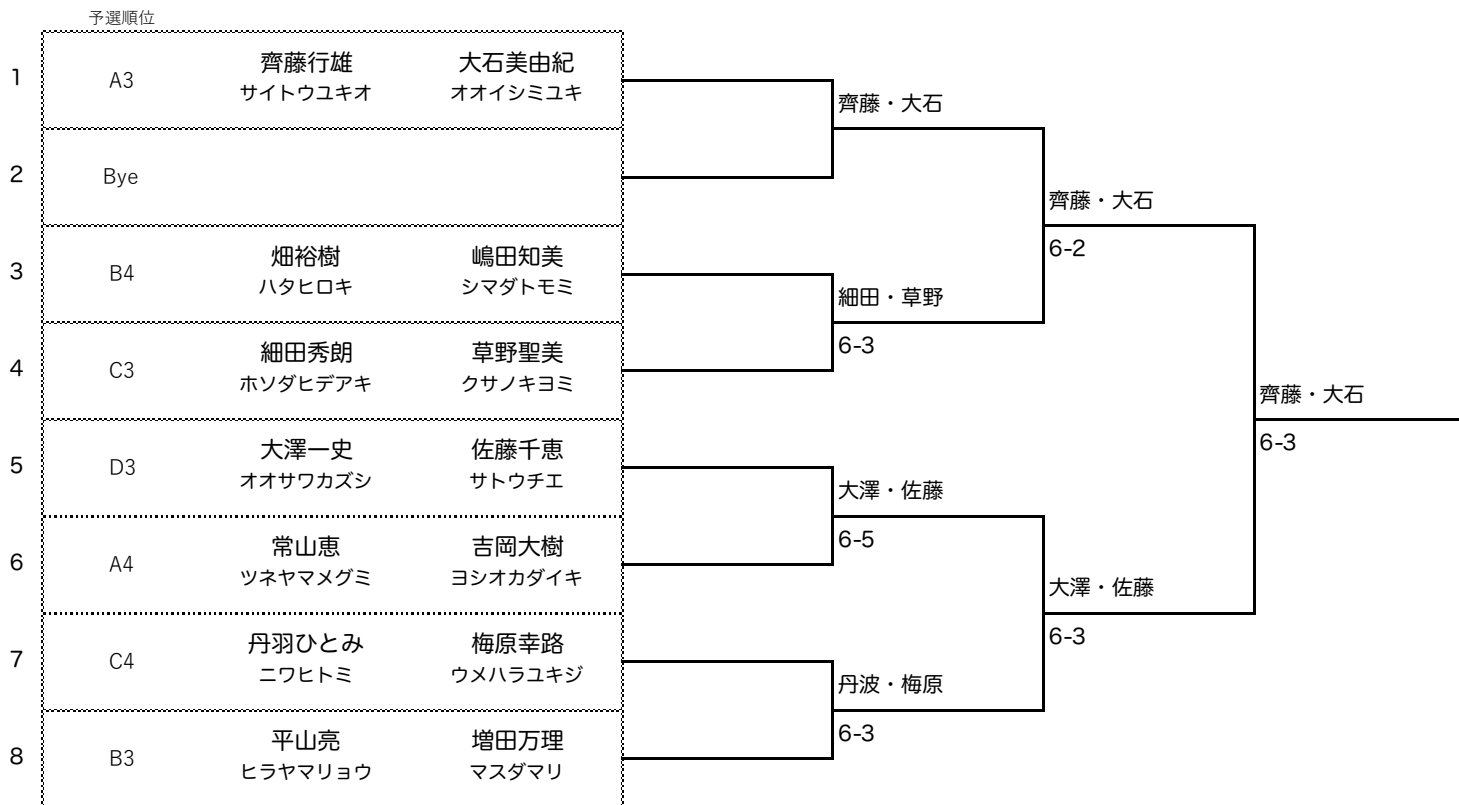 予選順位
1 A3 齊藤行雄 大石美由紀
サイトウユキオ オオイシミユキ
齊藤・大石
2 Bye
齊藤・大石
6-2
3 B4 畑裕樹 嶋田知美
ハタヒロキ シマダトモミ
細田・草野
6-3
4 C3 細田秀朗 草野聖美
ホソダヒデアキ クサノキヨミ
齊藤・大石
6-3
5 D3 大澤一史 佐藤千恵
オオサワカズシ サトウチエ
大澤・佐藤
6-5
6 A4 常山恵 吉岡大樹
ツネヤマメグミ ヨシオカダイキ
大澤・佐藤
6-3
7 C4 丹羽ひとみ 梅原幸路
ニワヒトミ ウメハラユキジ
丹波・梅原
6-3
8 B3 平山亮 増田万理
ヒラヤマリョウ マスダマリ